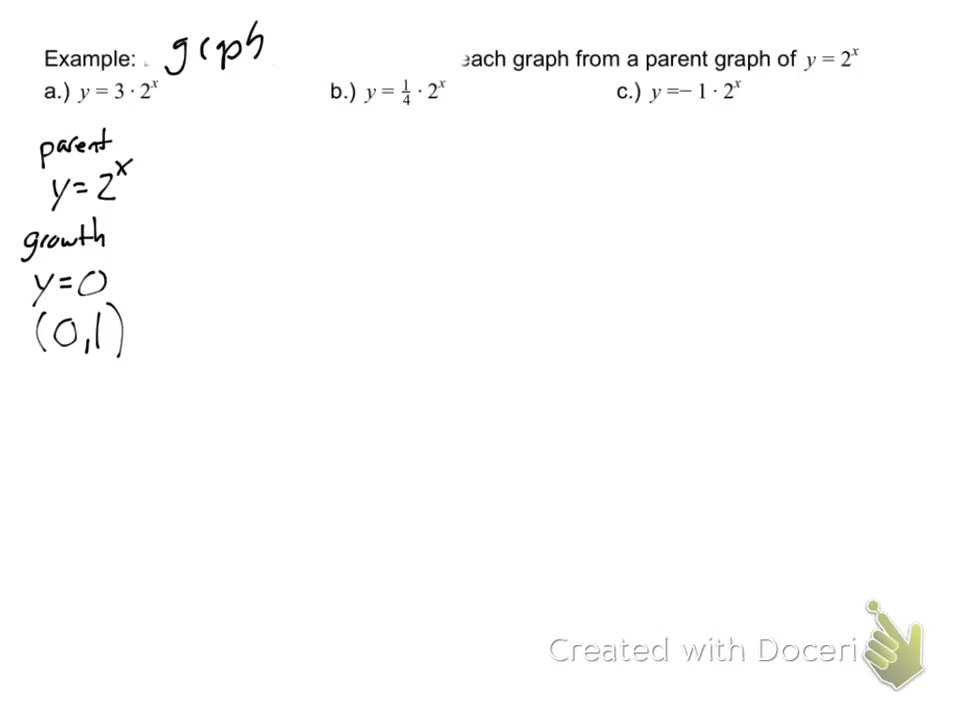 Example: graph each graph from a parent graph of y = 2^x
a.) y = 3 · 2^x b.) y = 1/4 · 2^x c.) y =− 1 · 2^x
parent
y = 2^x
growth
y = 0
(0,1)
Created with Doceri